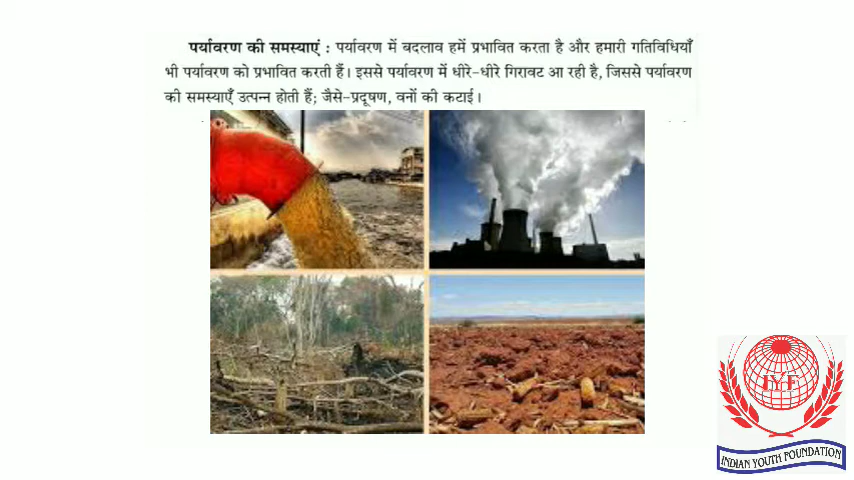 पर्यावरण की समस्याएं : पर्यावरण में बदलाव हमें प्रभावित करता है और हमारी गतिविधियाँ
भी पर्यावरण को प्रभावित करती हैं। इससे पर्यावरण में धीरे-धीरे गिरावट आ रही है, जिससे पर्यावरण
की समस्याएँ उत्पन्न होती हैं; जैसे-प्रदूषण, वनों की कटाई।
IYF
INDIAN YOUTH FOUNDATION